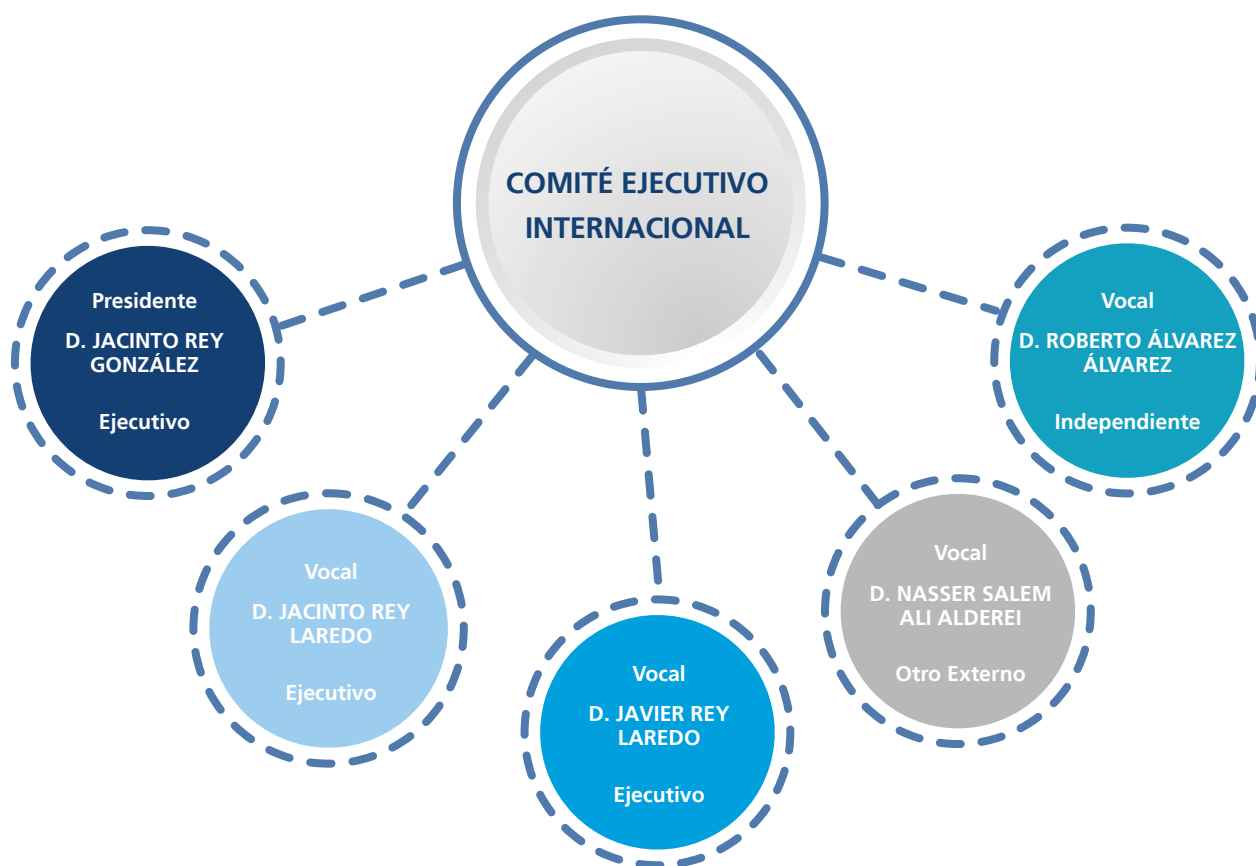 COMITÉ EJECUTIVO
INTERNACIONAL
Presidente
D. JACINTO REY
GONZÁLEZ
Ejecutivo
Vocal
D. JACINTO REY
LAREDO
Ejecutivo
Vocal
D. JAVIER REY
LAREDO
Ejecutivo
Vocal
D. NASSER SALEM
ALI ALDEREI
Otro Externo
Vocal
D. ROBERTO ÁLVAREZ
ÁLVAREZ
Independiente